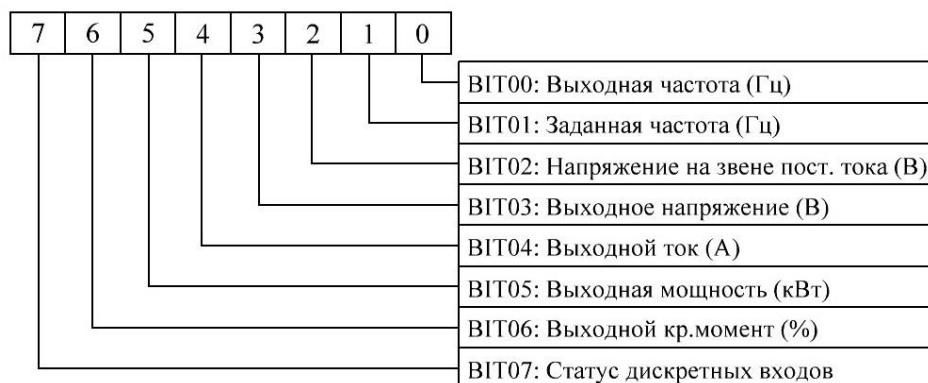 7 6 5 4 3 2 1 0
BIT00: Выходная частота (Гц)
BIT01: Заданная частота (Гц)
BIT02: Напряжение на звене пост. тока (В)
BIT03: Выходное напряжение (В)
BIT04: Выходной ток (А)
BIT05: Выходная мощность (кВт)
BIT06: Выходной кр.момент (%)
BIT07: Статус дискретных входов